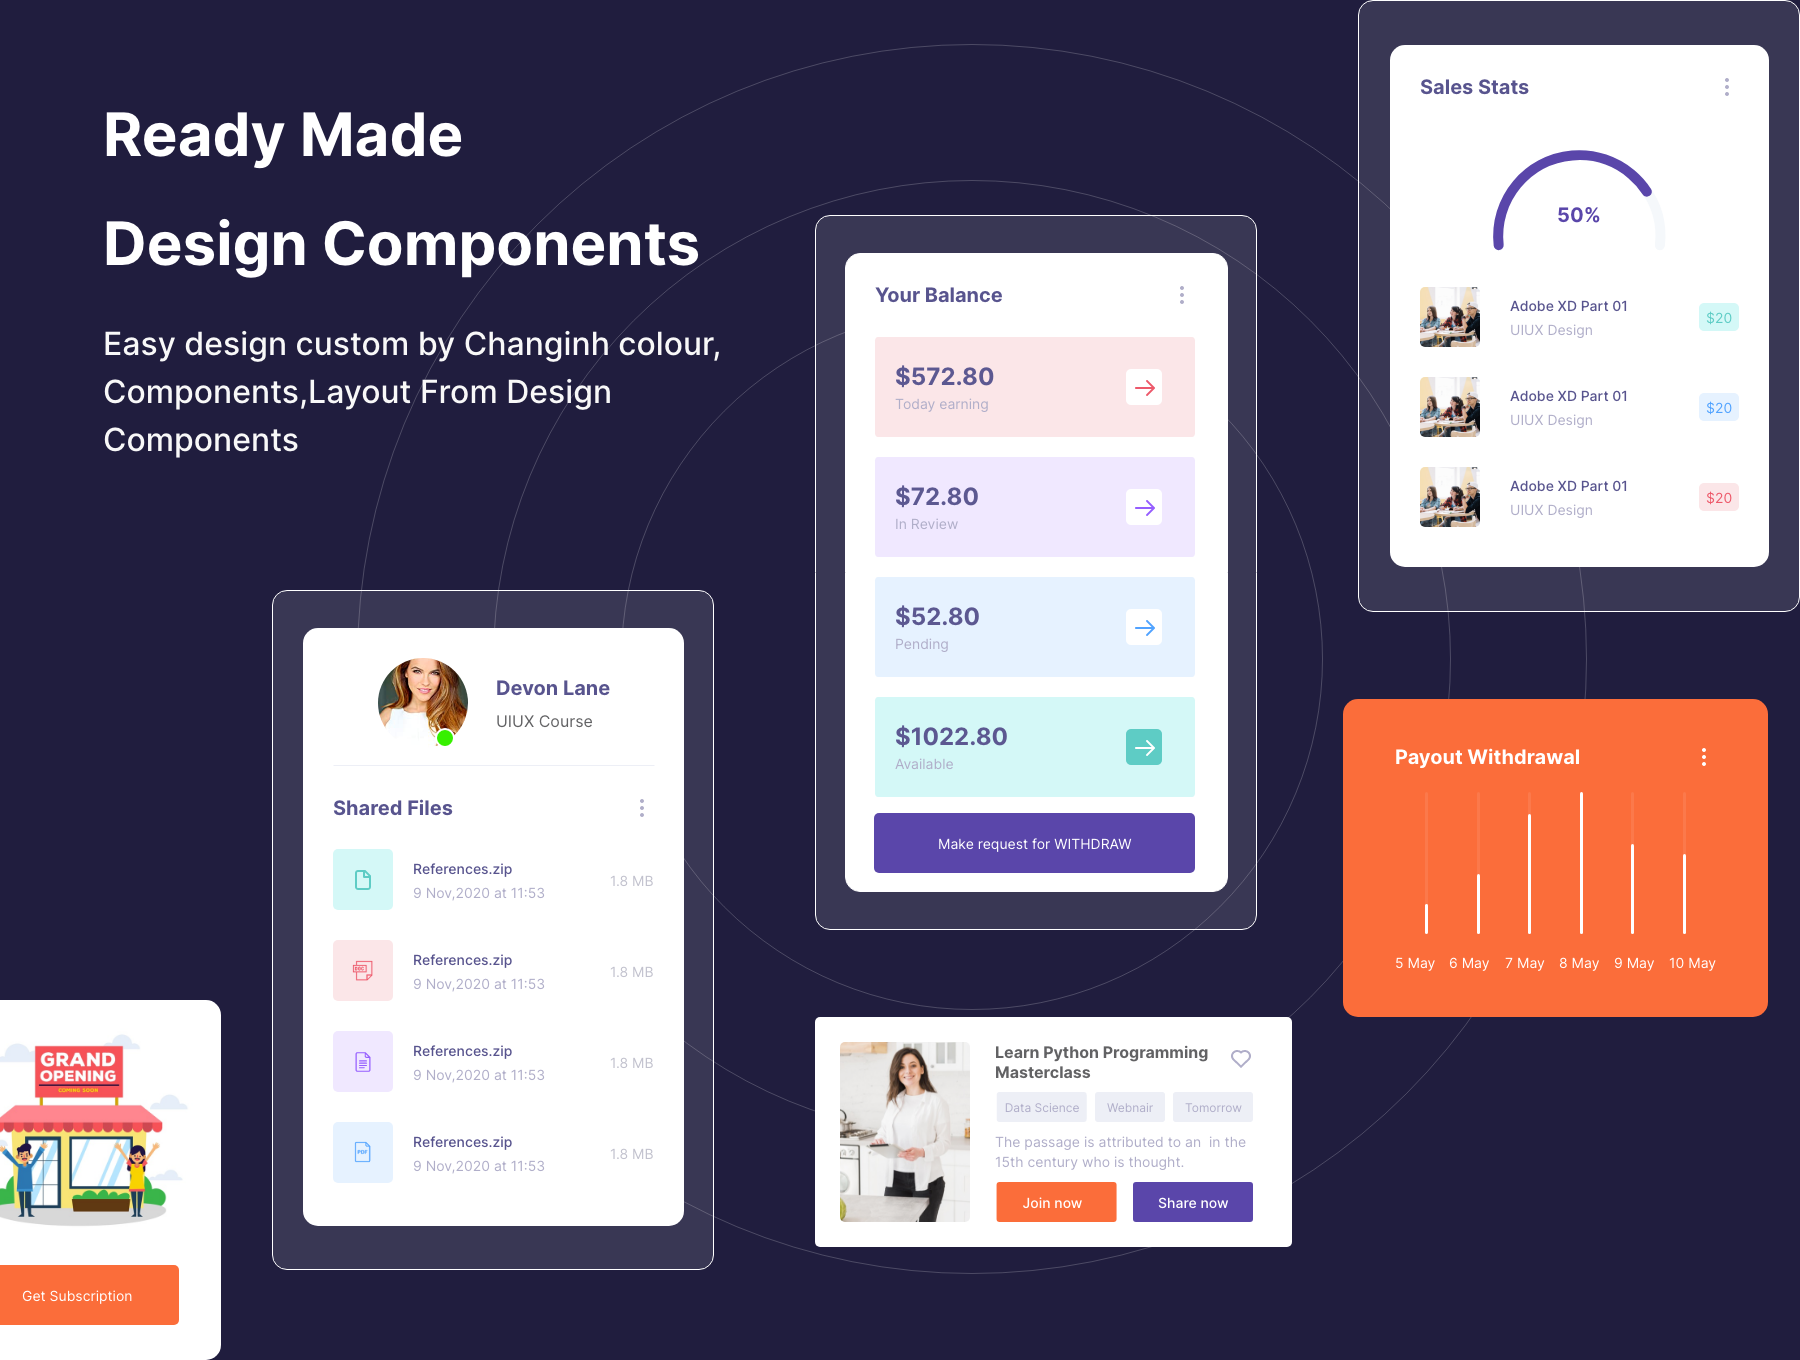 Ready Made
Design Components
Easy design custom by Changinh colour,
Components,Layout From Design
Components
Sales Stats
50%
Adobe XD Part 01
UIUX Design
$20
Adobe XD Part 01
UIUX Design
$20
Adobe XD Part 01
UIUX Design
$20
Your Balance
$572.80
Today earning
$72.80
In Review
$52.80
Pending
$1022.80
Available
Make request for WITHDRAW
Devon Lane
UIUX Course
Shared Files
References.zip
9 Nov,2020 at 11:53
1.8 MB
DOC
References.zip
9 Nov,2020 at 11:53
1.8 MB
References.zip
9 Nov,2020 at 11:53
1.8 MB
PDF
References.zip
9 Nov,2020 at 11:53
1.8 MB
Payout Withdrawal
5 May 6 May 7 May 8 May 9 May 10 May
GRAND
OPENING
COMING SOON
Get Subscription
Learn Python Programming
Masterclass
Data Science Webnair Tomorrow
The passage is attributed to an  in the
15th century who is thought.
Join now Share now